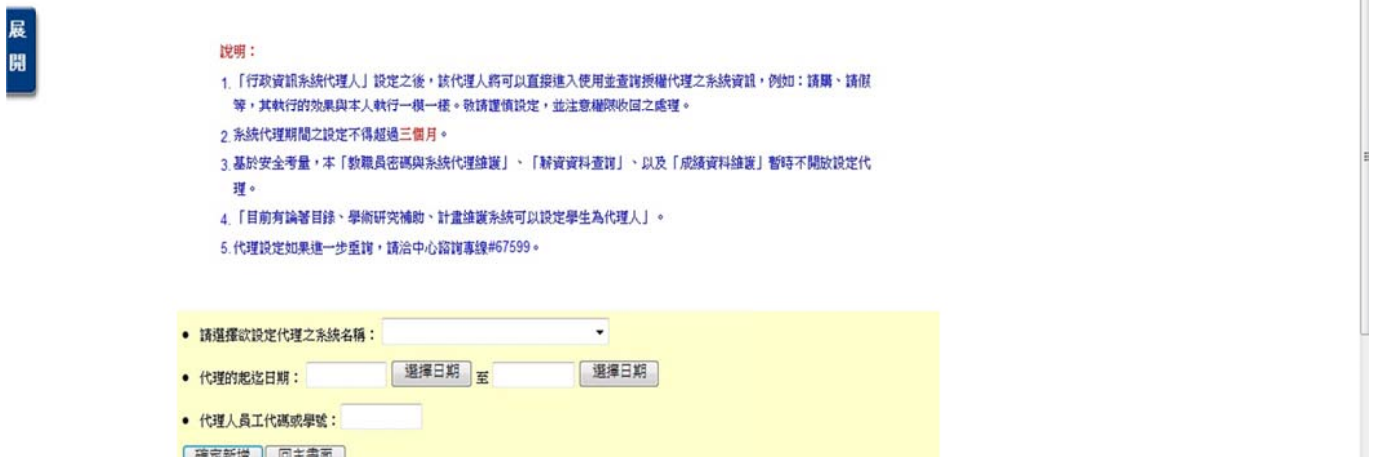 展
開
說明：
1.「行政資訊系統代理人」設定之後，該代理人將可以直接進入使用並查詢授權代理之系統資訊，例如：請購、請假
等，其執行的效果與本人執行一模一樣。敬請謹慎設定，並注意權限收回之處理。
2.系統代理期間之設定不得超過三個月。
3.基於安全考量，本「教職員密碼與系統代理維護」、「薪資資料查詢」、以及「成績資料維護」暫時不開放設定代
理。
4.「目前有論著目錄、學術研究補助、計畫維護系統可以設定學生為代理人」。
5.代理設定如果進一步查詢，請洽中心諮詢專線#67599。
• 請選擇欲設定代理之系統名稱：
• 代理的起迄日期： 選擇日期 至 選擇日期
• 代理人員工代碼或學號：
確定新增 回主畫面